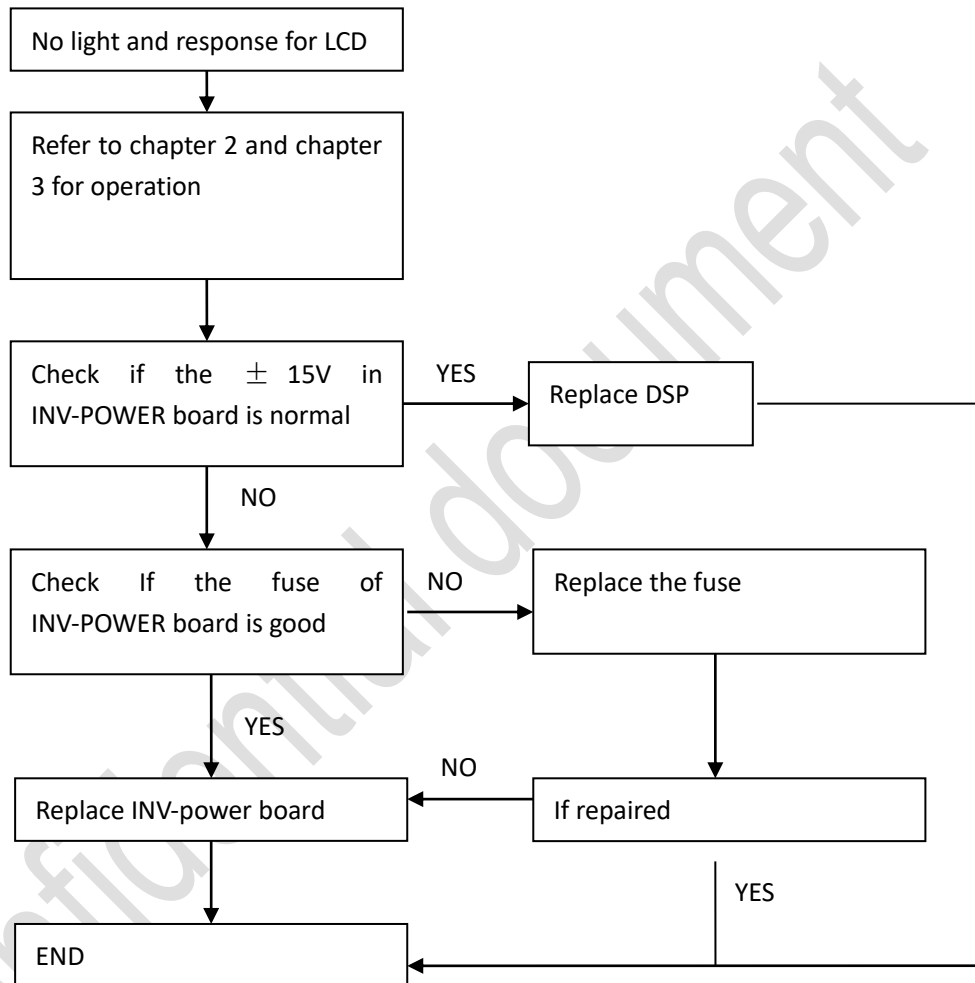 No light and response for LCD
Refer to chapter 2 and chapter
3 for operation
Check if the ± 15V in
INV-POWER board is normal
YES
Replace DSP
NO
Check If the fuse of
INV-POWER board is good
NO
Replace the fuse
YES
NO
Replace INV-power board
If repaired
YES
END
nfidential document